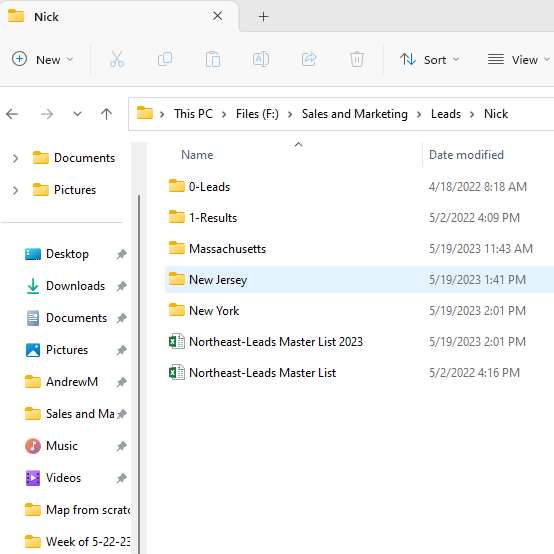 Nick
New
Sort
View
This PC > Files (F:) > Sales and Marketing > Leads > Nick
Documents
Pictures
Desktop
Downloads
Documents
Pictures
AndrewM
Sales and Ma
Music
Videos
Map from scratc
Week of 5-22-23
Name Date modified
0-Leads 4/18/2022 8:18 AM
1-Results 5/2/2022 4:09 PM
Massachusetts 5/19/2023 11:43 AM
New Jersey 5/19/2023 1:41 PM
New York 5/19/2023 2:01 PM
Northeast-Leads Master List 2023 5/19/2023 2:01 PM
Northeast-Leads Master List 5/2/2022 4:16 PM